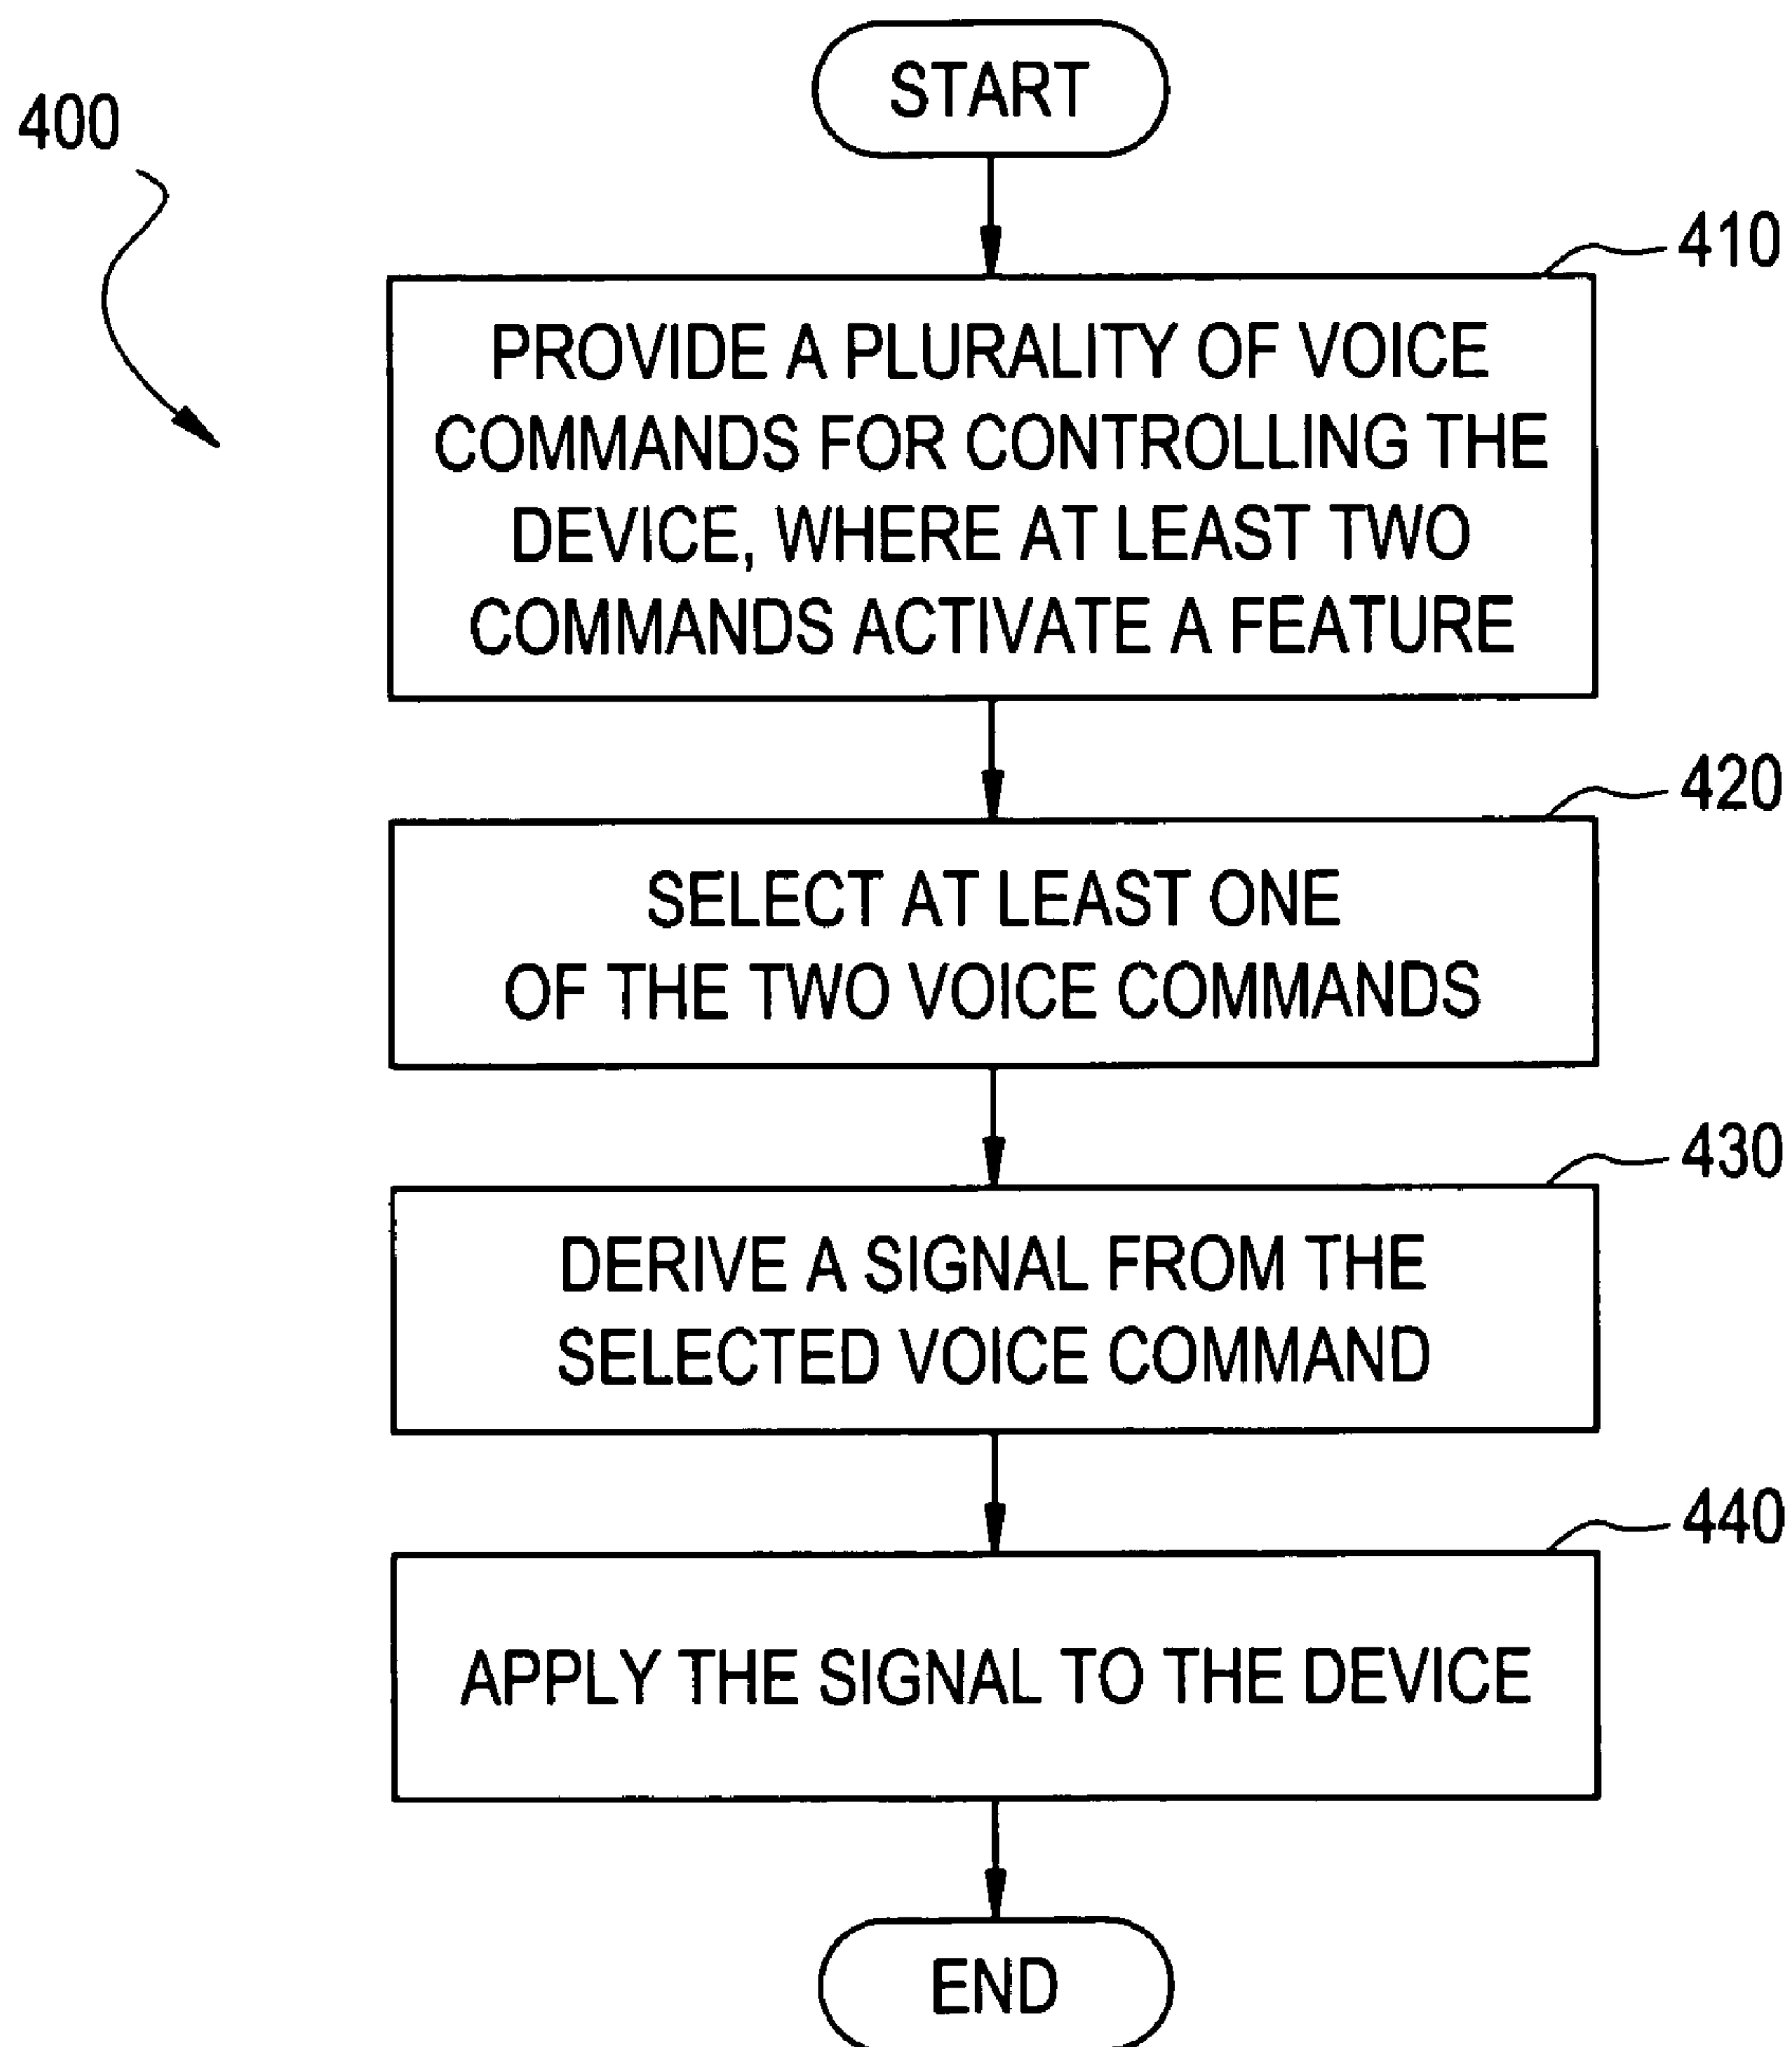 START
400
410
PROVIDE A PLURALITY OF VOICE
COMMANDS FOR CONTROLLING THE
DEVICE, WHERE AT LEAST TWO
COMMANDS ACTIVATE A FEATURE
420
SELECT AT LEAST ONE
OF THE TWO VOICE COMMANDS
430
DERIVE A SIGNAL FROM THE
SELECTED VOICE COMMAND
440
APPLY THE SIGNAL TO THE DEVICE
END